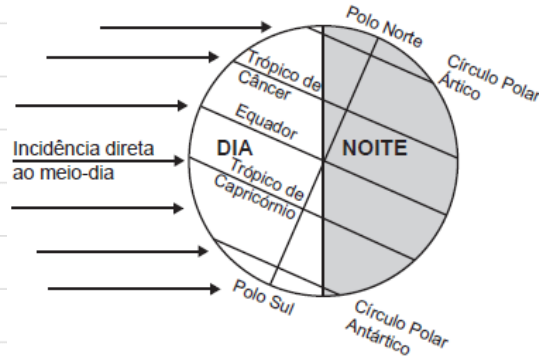 Polo Norte
Círculo Polar
Ártico
Trópico de
Câncer
Equador
Incidência direta
ao meio-dia
DIA
NOITE
Trópico de
Capricórnio
Polo Sul
Círculo Polar
Antártico